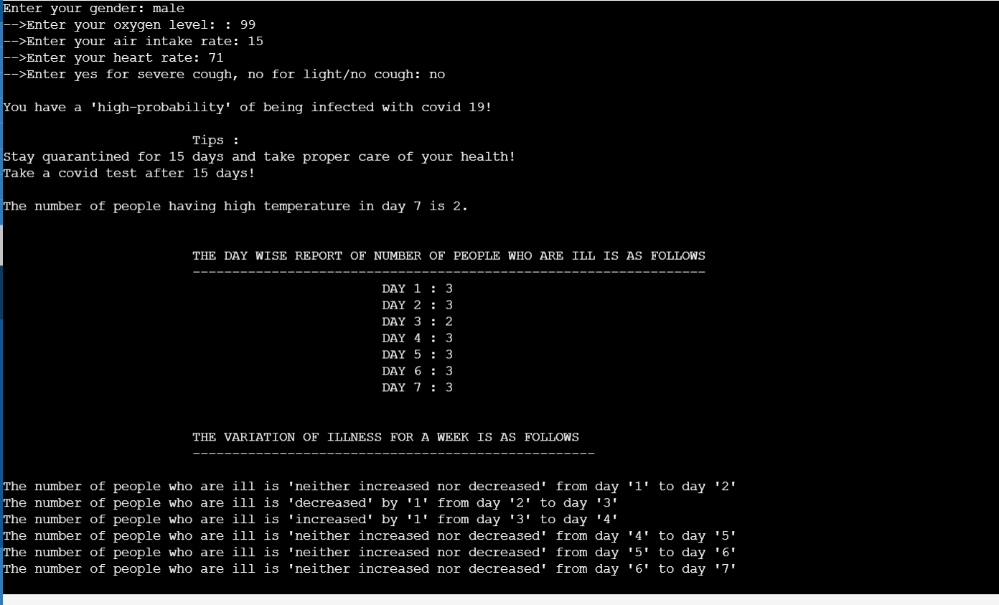 Enter your gender: male
-->Enter your oxygen level: : 99
-->Enter your air intake rate: 15
-->Enter your heart rate: 71
-->Enter yes for severe cough, no for light/no cough: no
You have a 'high-probability' of being infected with covid 19!
Tips :
Stay quarantined for 15 days and take proper care of your health!
Take a covid test after 15 days!
The number of people having high temperature in day 7 is 2.
THE DAY WISE REPORT OF NUMBER OF PEOPLE WHO ARE ILL IS AS FOLLOWS
-----------------------------------------------------------------
DAY 1 : 3
DAY 2 : 3
DAY 3 : 2
DAY 4 : 3
DAY 5 : 3
DAY 6 : 3
DAY 7 : 3
THE VARIATION OF ILLNESS FOR A WEEK IS AS FOLLOWS
---------------------------------------------------
The number of people who are ill is 'neither increased nor decreased' from day '1' to day '2'
The number of people who are ill is 'decreased' by '1' from day '2' to day '3'
The number of people who are ill is 'increased' by '1' from day '3' to day '4'
The number of people who are ill is 'neither increased nor decreased' from day '4' to day '5'
The number of people who are ill is 'neither increased nor decreased' from day '5' to day '6'
The number of people who are ill is 'neither increased nor decreased' from day '6' to day '7'